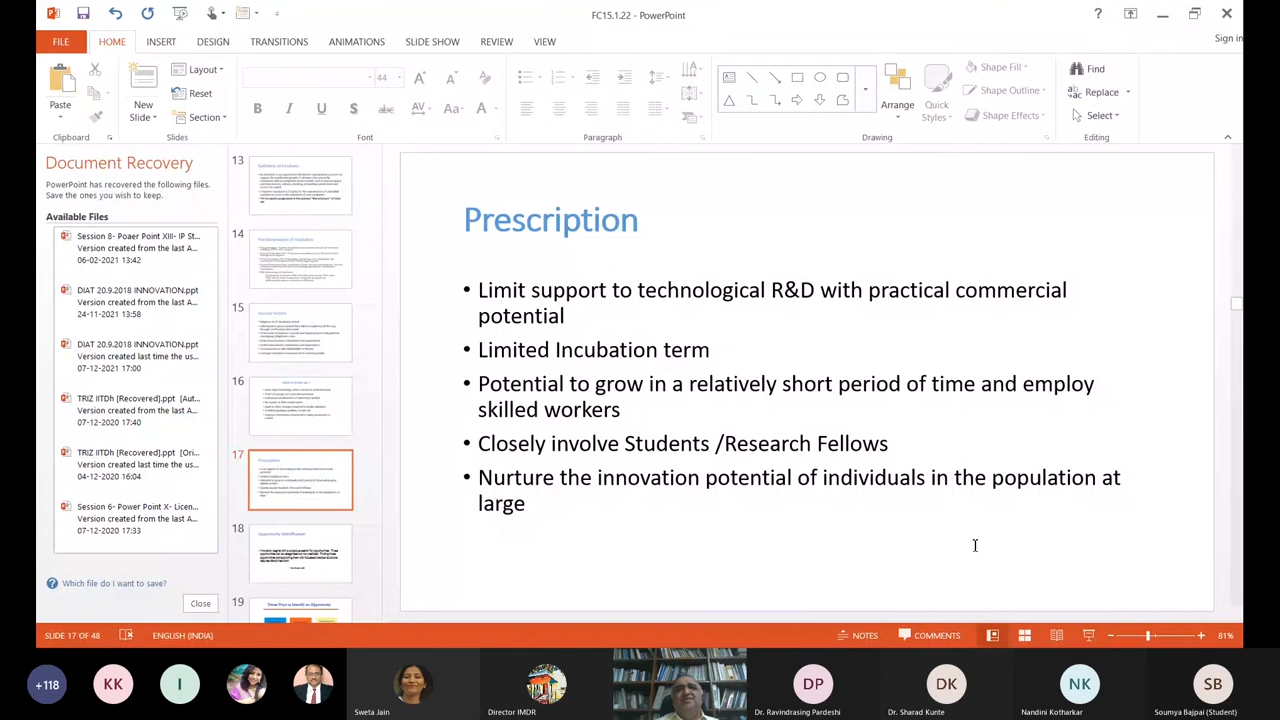 FC15.1.22 - PowerPoint
Sign in
FILE
HOME
INSERT
DESIGN
TRANSITIONS
ANIMATIONS
SLIDE SHOW
REVIEW
VIEW
Paste
New
Slide
Layout
Reset
Section
44
Find
Replace
Select
Arrange
Quick
Styles
Shape Fill
Shape Outline
Shape Effects
Clipboard
Slides
Font
Paragraph
Drawing
Editing
Document Recovery
PowerPoint has recovered the following files.
Save the ones you wish to keep.
Available Files
Session 8- Poaer Point XIII- IP St...
Version created from the last A...
06-02-2021 13:42
DIAT 20.9.2018 INNOVATION.ppt
Version created from the last A...
24-11-2021 13:58
DIAT 20.9.2018 INNOVATION.ppt
Version created last time the us...
07-12-2021 17:00
TRIZ IITDh [Recovered].ppt [Aut...
Version created from the last A...
07-12-2020 17:40
TRIZ IITDh [Recovered].ppt [Ori...
Version created last time the us...
04-12-2020 16:04
Session 6- Power Point X- Licen...
Version created from the last A...
07-12-2020 17:33
Which file do I want to save?
Close
13
14
15
16
17
18
19
Prescription
• Limit support to technological R&D with practical commercial
potential
• Limited Incubation term
• Potential to grow in a relatively short period of time and employ
skilled workers
• Closely involve Students /Research Fellows
• Nurture the innovation potential of individuals in the population at
large
SLIDE 17 OF 48
ENGLISH (INDIA)
NOTES
COMMENTS
81%
+118
KK
I
Sweta Jain
Director IMDR
DP
Dr. Ravindrasing Pardeshi
DK
Dr. Sharad Kunte
NK
Nandini Kotharkar
SB
Soumya Bajpai (Student)